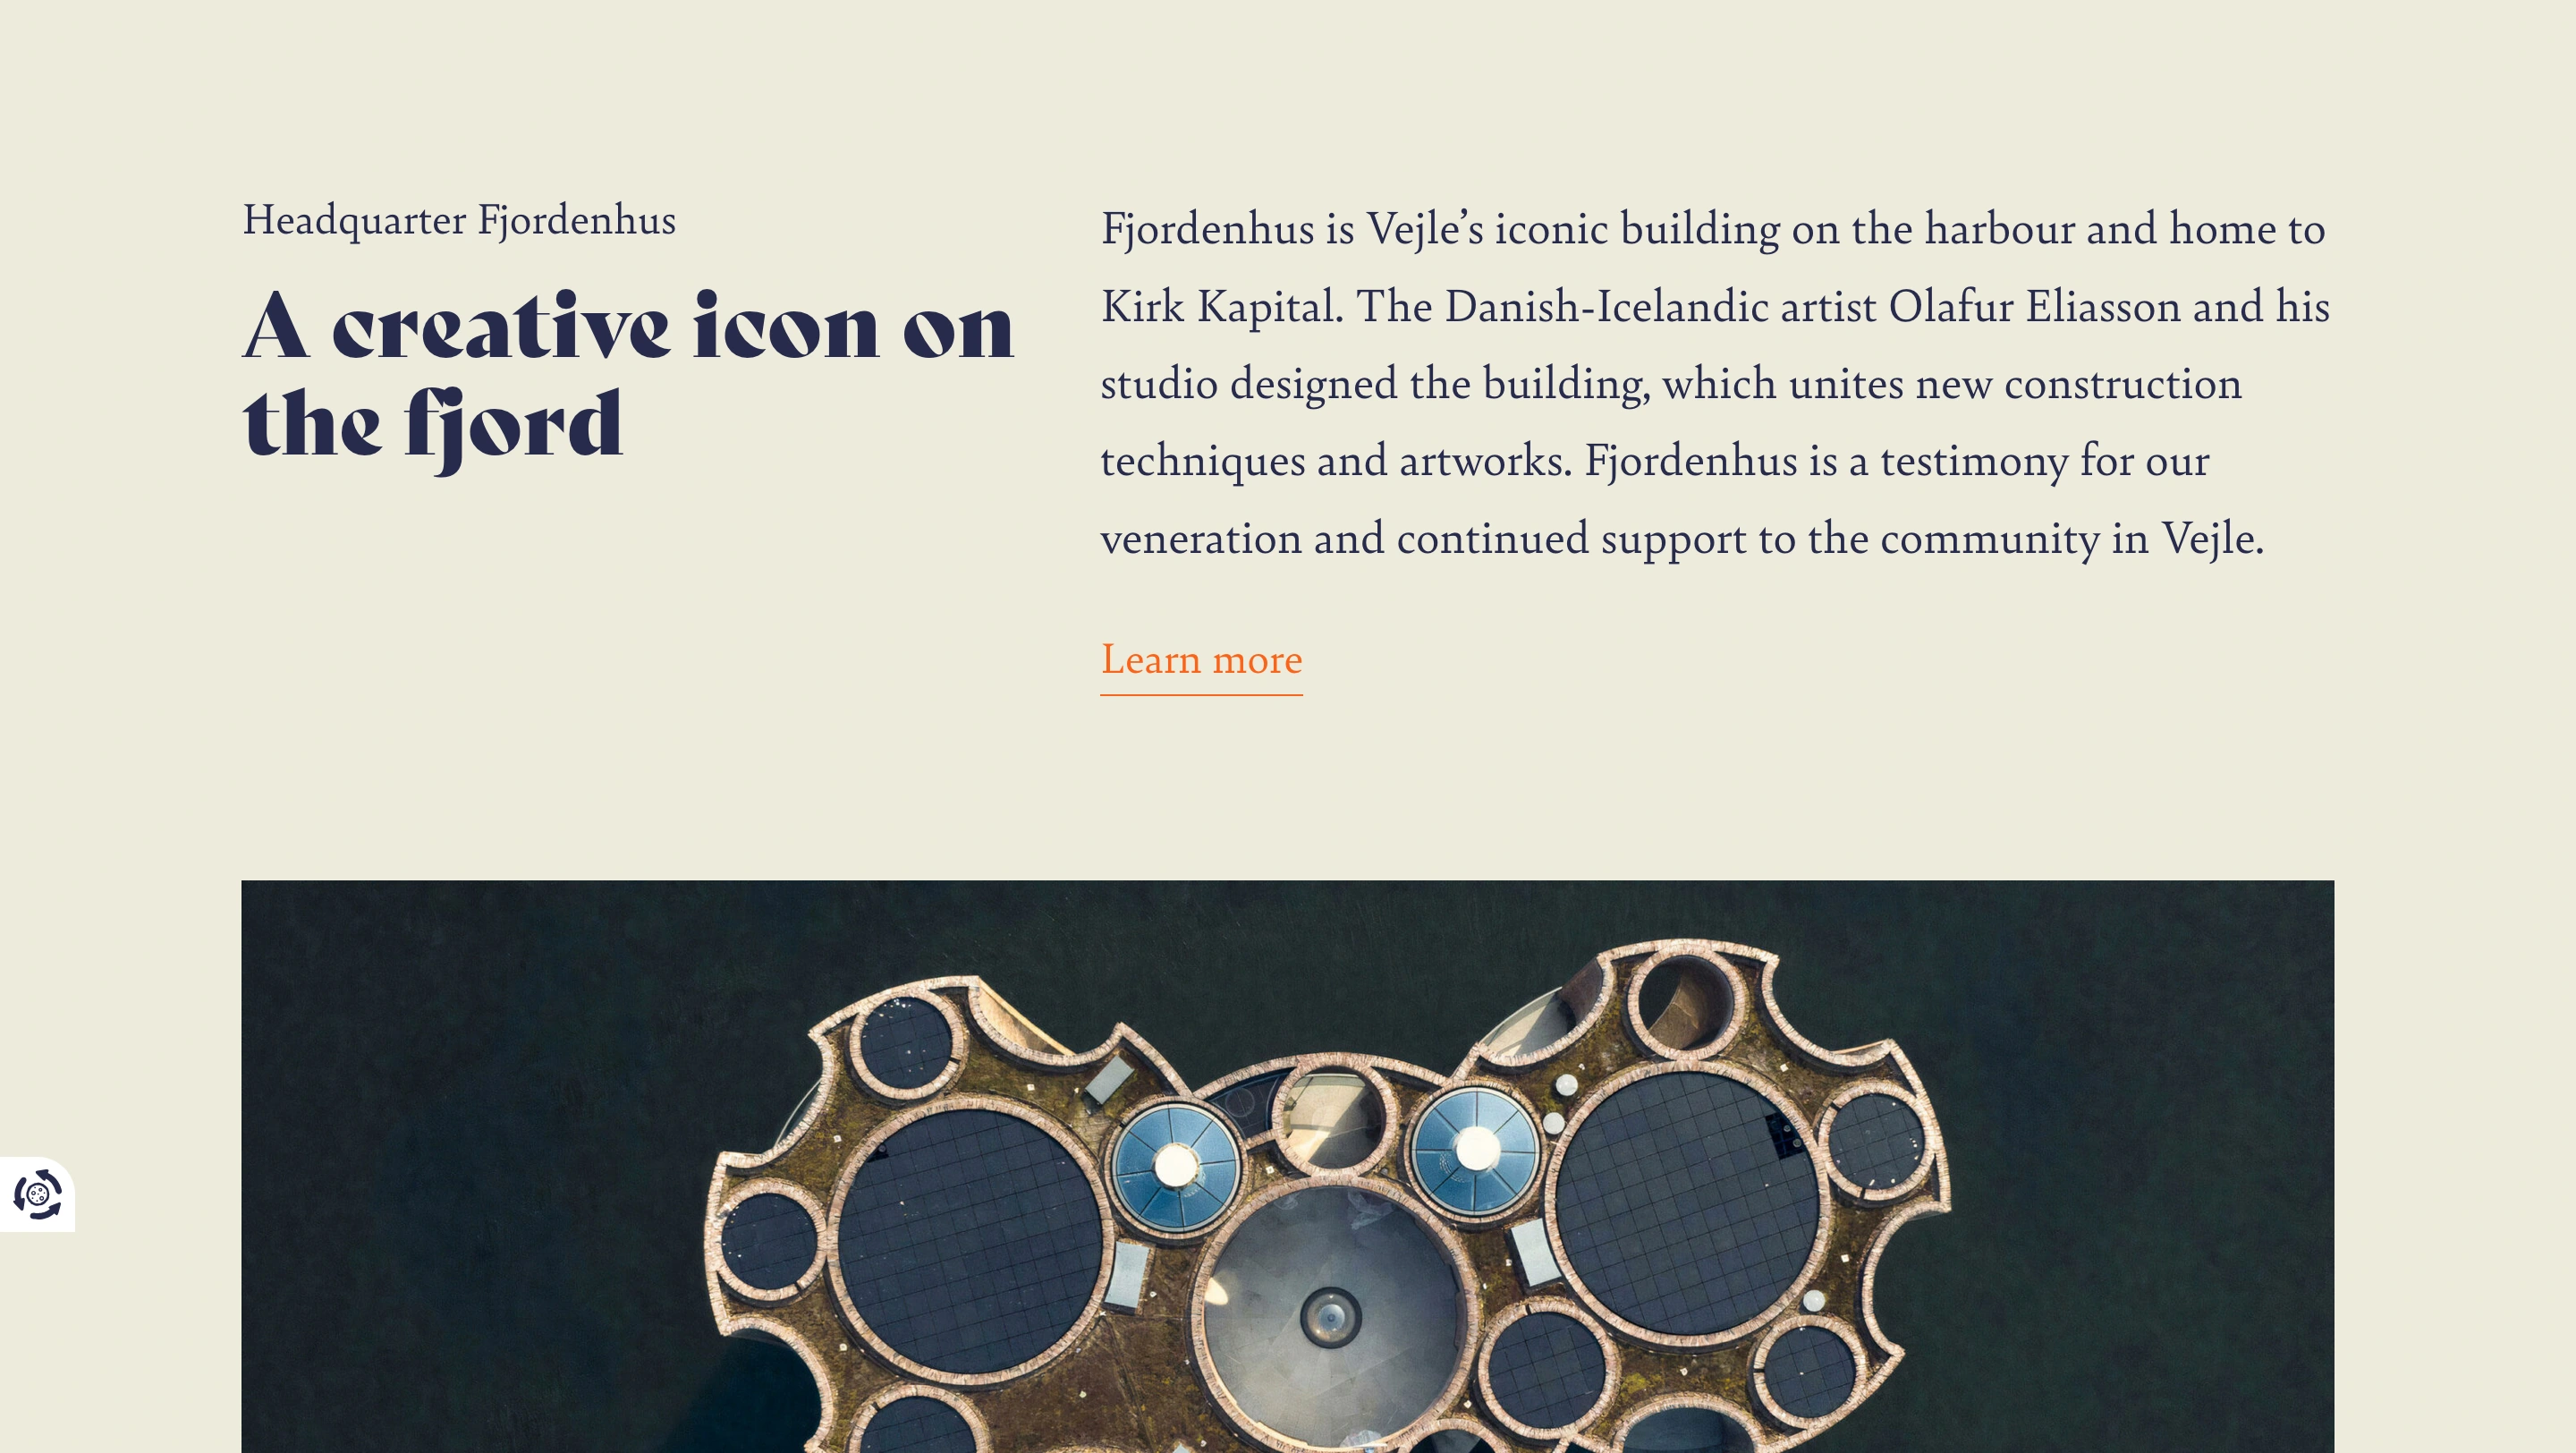 Headquarter Fjordenhus
A creative icon on
the fjord
Fjordenhus is Vejle’s iconic building on the harbour and home to
Kirk Kapital. The Danish-Icelandic artist Olafur Eliasson and his
studio designed the building, which unites new construction
techniques and artworks. Fjordenhus is a testimony for our
veneration and continued support to the community in Vejle.
Learn more